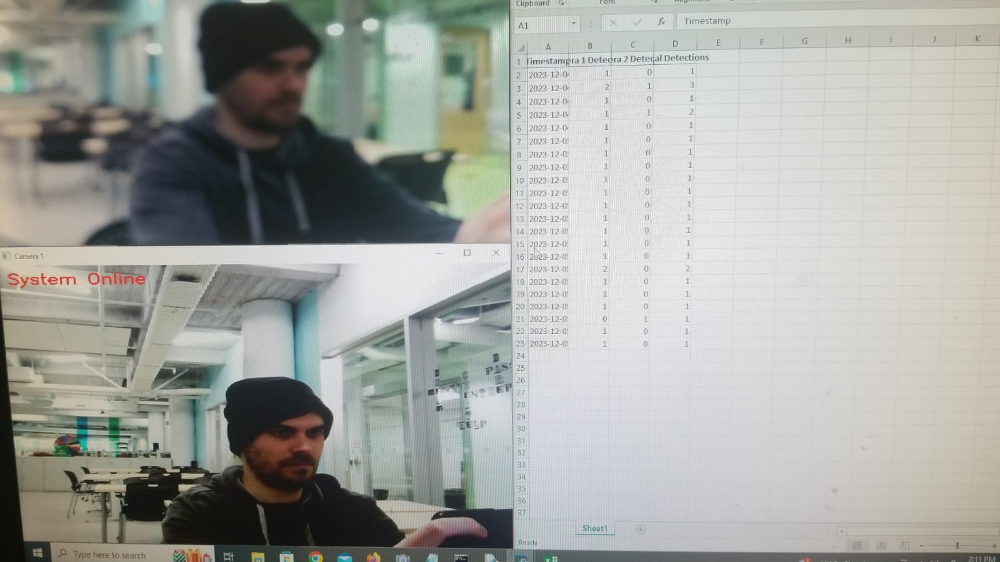 Clipboard
Font
Alignment
A1
fx
Timestamp
A B C D E F G H I J K
1 Timestamp era 1 Detec era 2 Detec al Detections
2 2023-12-04 1 0 1
3 2023-12-04 2 1 3
4 2023-12-04 1 0 1
5 2023-12-04 1 1 2
6 2023-12-04 1 0 1
7 2023-12-05 1 0 1
8 2023-12-05 1 0 1
9 2023-12-05 1 0 1
10 2023-12-05 1 0 1
11 2023-12-05 1 0 1
12 2023-12-05 1 0 1
13 2023-12-05 1 0 1
14 2023-12-05 1 0 1
15 2023-12-05 1 0 1
16 2023-12-05 1 0 1
17 2023-12-05 2 0 2
18 2023-12-05 1 0 1
19 2023-12-05 1 0 1
20 2023-12-05 1 0 1
21 2023-12-05 0 1 1
22 2023-12-05 1 0 1
23 2023-12-05 1 0 1
24
25
26
27
28
29
30
31
32
33
34
35
36
37
Sheet1
Ready
Camera 1
System Online
Type here to search
2:11 PM